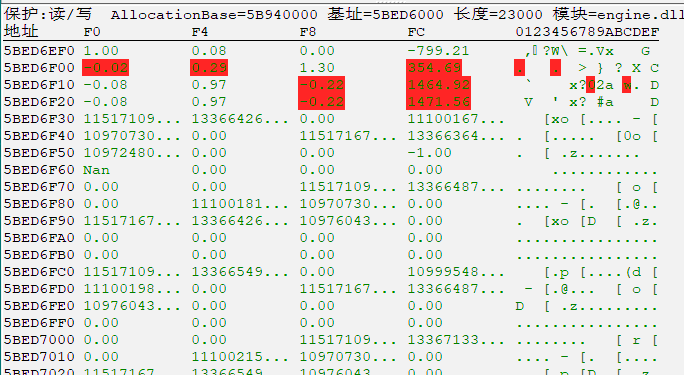 保护:读/写 AllocationBase=5B940000 基址=5BED6000 长度=23000 模块=engine.dll
地址 F0 F4 F8 FC 0123456789ABCDEF
5BED6EF0 1.00 0.08 0.00 -799.21
5BED6F00 -0.02 0.29 1.30 354.69
5BED6F10 -0.08 0.97 -0.22 1464.92
5BED6F20 -0.08 0.97 -0.22 1471.56
5BED6F30 11517109... 13366426... 0.00 11100167...
5BED6F40 10970730... 0.00 11517167... 13366364...
5BED6F50 10972480... 0.00 0.00 -1.00
5BED6F60 Nan 0.00 0.00 0.00
5BED6F70 0.00 0.00 11517109... 13366487...
5BED6F80 0.00 11100181... 10970730... 0.00
5BED6F90 11517167... 13366426... 10976043... 0.00
5BED6FA0 0.00 0.00 0.00 0.00
5BED6FB0 0.00 0.00 0.00 0.00
5BED6FC0 11517109... 13366549... 0.00 10999548...
5BED6FD0 11100198... 0.00 11517167... 13366487...
5BED6FE0 10976043... 0.00 0.00 0.00
5BED6FF0 0.00 0.00 0.00 0.00
5BED7000 0.00 0.00 11517109... 13367133...
5BED7010 0.00 11100215... 10970730... 0.00
5BED7020 11517167... 13366549... 10976043... 0.00